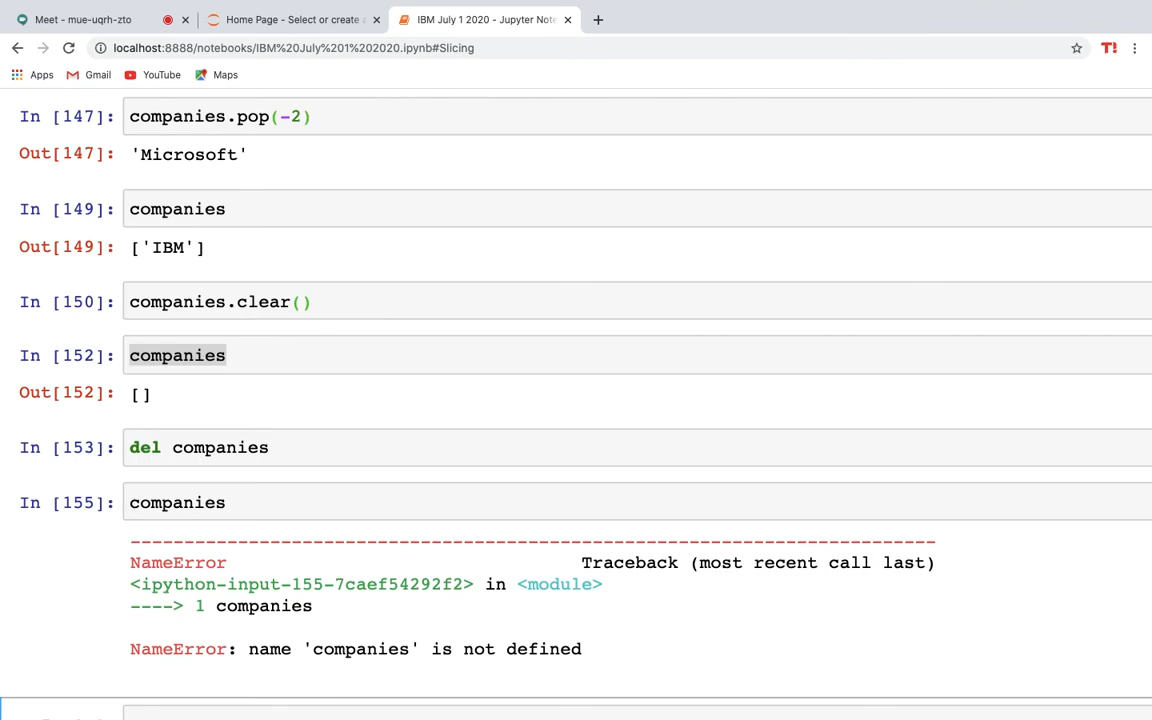 Meet - mue-uqrh-zto
Home Page - Select or create a
IBM July 1 2020 - Jupyter Note
localhost:8888/notebooks/IBM%20July%201%202020.ipynb#Slicing
T!
Apps Gmail YouTube Maps
In [147]: companies.pop(-2)
Out[147]: 'Microsoft'
In [149]: companies
Out[149]: ['IBM']
In [150]: companies.clear()
In [152]: companies
Out[152]: []
In [153]: del companies
In [155]: companies
---------------------------------------------------------------------------
NameError Traceback (most recent call last)
<ipython-input-155-7caef54292f2> in <module>
----> 1 companies
NameError: name 'companies' is not defined